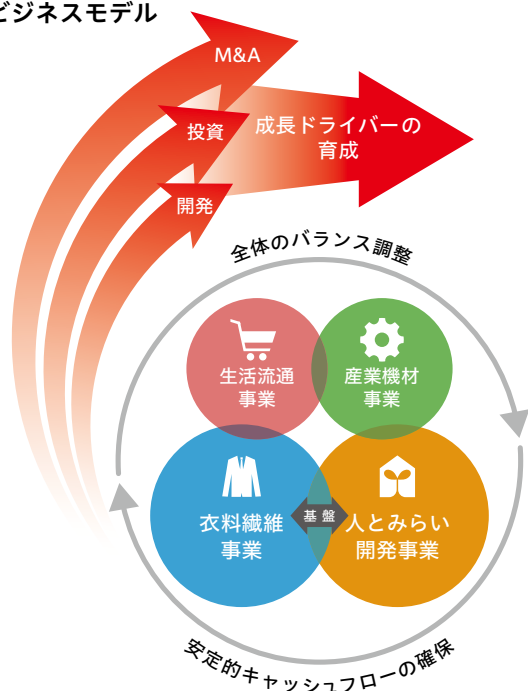 ビジネスモデル
M&A
投資
成長ドライバーの
育成
開発
全体のバランス調整
生活流通
事業
産業機材
事業
衣料繊維
事業
基盤
人とみらい
開発事業
安定的キャッシュフローの確保